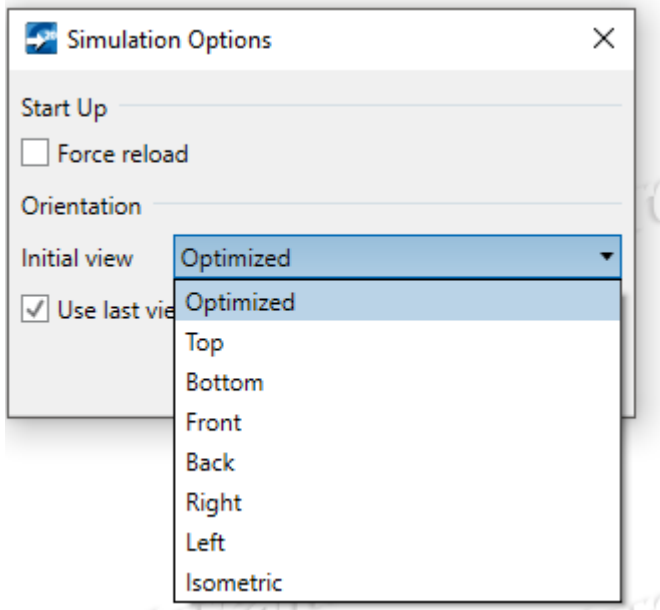 Simulation Options
Start Up
Force reload
Orientation
Initial view Optimized
Use last
Optimized
Top
Bottom
Front
Back
Right
Left
Isometric